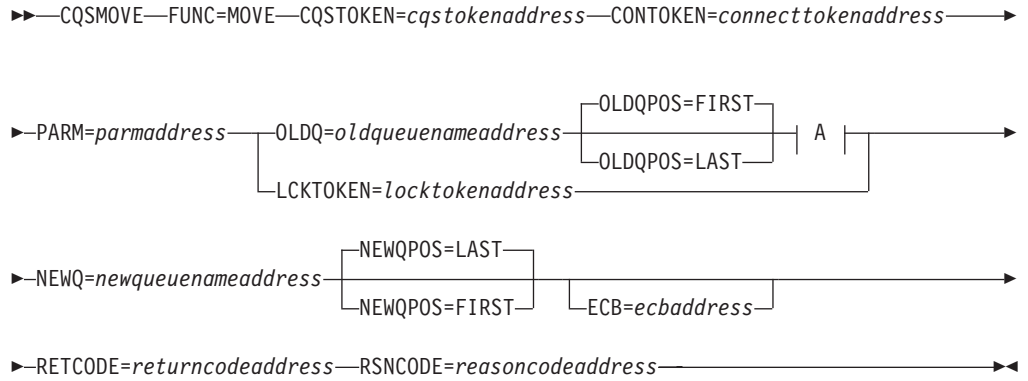 CQSMOVE FUNC=MOVE CQSTOKEN=cqstokenaddress CONTOKEN=connecttokenaddress
OLDQPOS=FIRST
PARM=parmaddress OLDQ=oldqueuenameaddress A
OLDQPOS=LAST
LCKTOKEN=locktokenaddress
NEWQPOS=LAST
NEWQ=newqueuenameaddress
NEWQPOS=FIRST ECB=ecbaddress
RETCODE=returncodeaddress RSNCODE=reasoncodeaddress